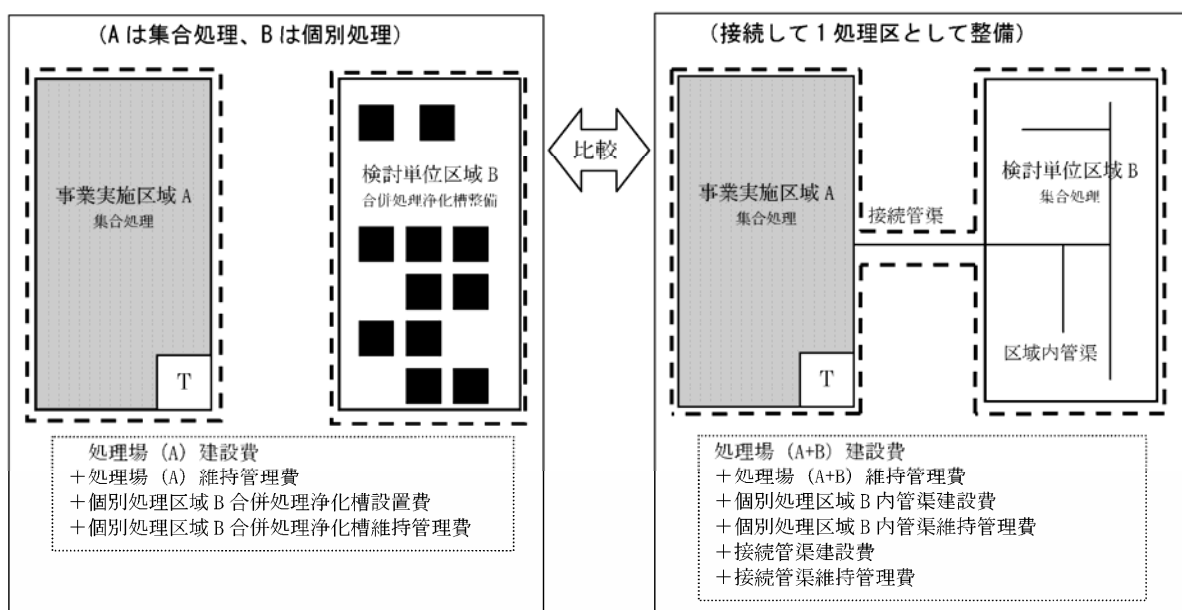 (Aは集合処理、Bは個別処理)
事業実施区域A
集合処理
T
検討単位区域B
合併処理浄化槽整備
処理場(A)建設費
+処理場(A)維持管理費
+個別処理区域B合併処理浄化槽設置費
+個別処理区域B合併処理浄化槽維持管理費
比較
(接続して1処理区として整備)
事業実施区域A
集合処理
T
接続管渠
検討単位区域B
集合処理
区域内管渠
処理場(A+B)建設費
+処理場(A+B)維持管理費
+個別処理区域B内管渠建設費
+個別処理区域B内管渠維持管理費
+接続管渠建設費
+接続管渠維持管理費